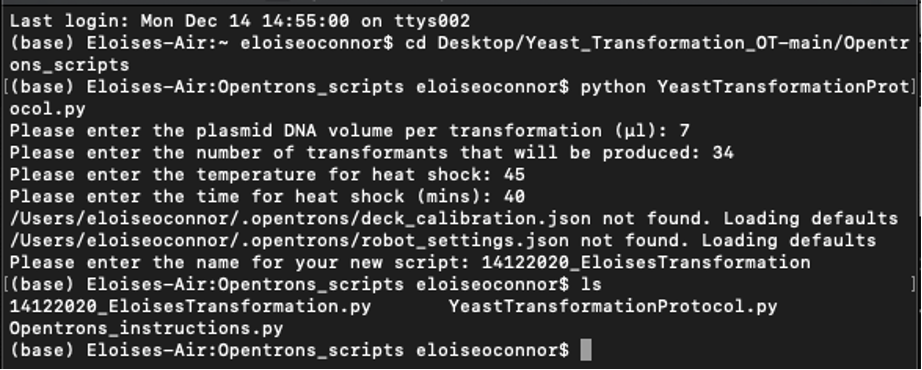 Last login: Mon Dec 14 14:55:00 on ttys002
(base) Eloises-Air:~ eloiseoconnor$ cd Desktop/Yeast_Transformation_OT-main/Opentr
ons_scripts
[(base) Eloises-Air:Opentrons_scripts eloiseoconnor$ python YeastTransformationProt]
ocol.py
Please enter the plasmid DNA volume per transformation (µl): 7
Please enter the number of transformants that will be produced: 34
Please enter the temperature for heat shock: 45
Please enter the time for heat shock (mins): 40
/Users/eloiseoconnor/.opentrons/deck_calibration.json not found. Loading defaults
/Users/eloiseoconnor/.opentrons/robot_settings.json not found. Loading defaults
Please enter the name for your new script: 14122020_EloisesTransformation
[(base) Eloises-Air:Opentrons_scripts eloiseoconnor$ ls ]
14122020_EloisesTransformation.py YeastTransformationProtocol.py
Opentrons_instructions.py
(base) Eloises-Air:Opentrons_scripts eloiseoconnor$